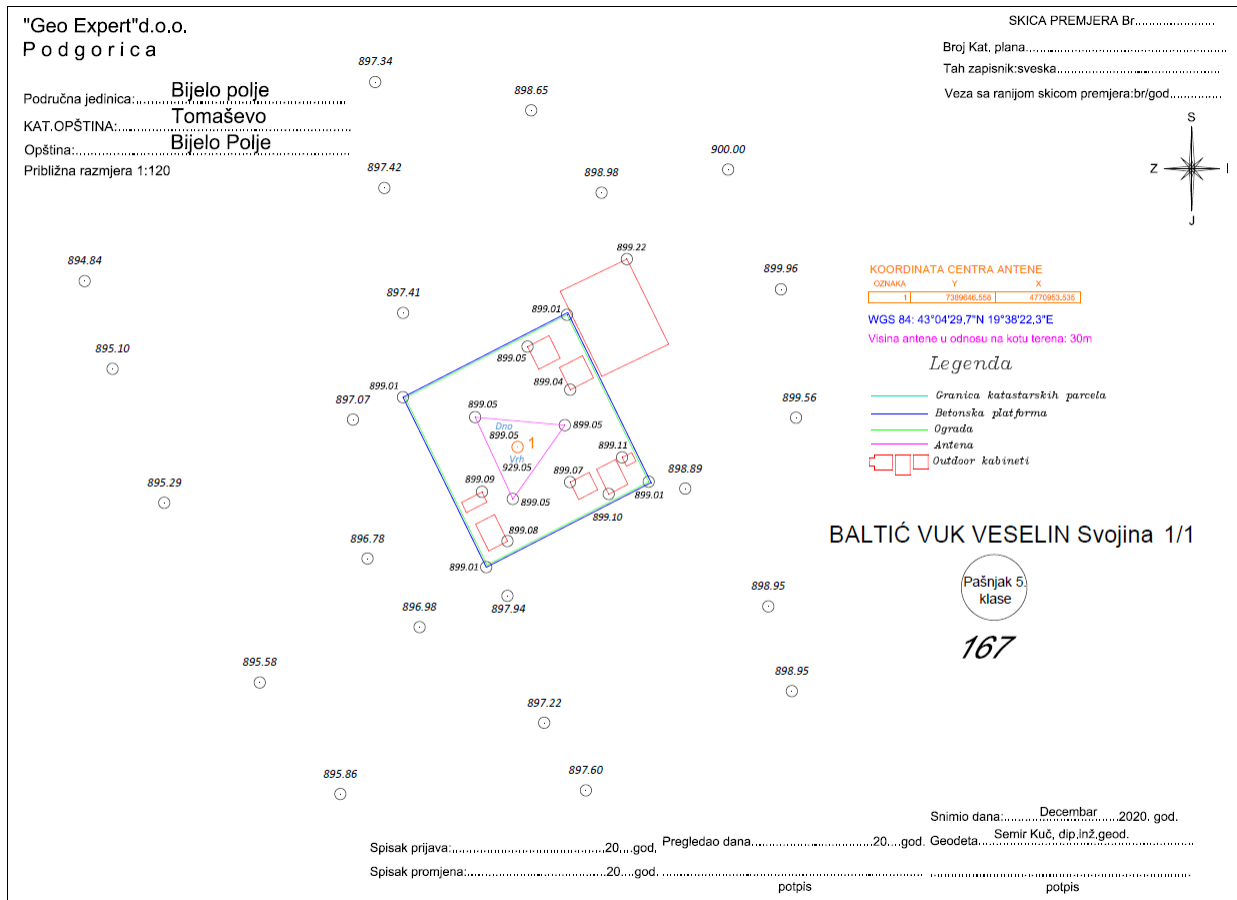 "Geo Expert"d.o.o.
Podgorica
Područna jedinica: Bijelo polje
KAT.OPŠTINA: Tomaševo
Opština: Bijelo Polje
Približna razmjera 1:120
SKICA PREMJERA Br.
Broj Kat. plana
Tah zapisnik:sveska
Veza sa ranijom skicom premjera:br/god
S
Z
I
J
897.34
898.65
900.00
897.42
898.98
899.22
894.84
899.96
897.41
899.01
895.10
899.05
899.04
899.01
897.07
899.05
899.05
899.56
Dno
899.05
1
Vrh
929.05
899.11
898.89
899.07
899.09
899.05
899.10
899.01
895.29
899.08
896.78
899.01
897.94
896.98
898.95
895.58
898.95
897.22
895.86
897.60
KOORDINATA CENTRA ANTENE
OZNAKA Y X
1 7389646.558 4770953.535
WGS 84: 43°04'29,7"N 19°38'22,3"E
Visina antene u odnosu na kotu terena: 30m
Legenda
Granica katastarskih parcela
Betonska platforma
Ograda
Antena
Outdoor kabineti
BALTIĆ VUK VESELIN Svojina 1/1
Pašnjak 5.
klase
167
Spisak prijava: 20 god.
Spisak promjena: 20 god.
Pregledao dana 20 god.
potpis
Snimio dana: Decembar 2020. god.
Geodeta Semir Kuč, dip.inž.geod.
potpis